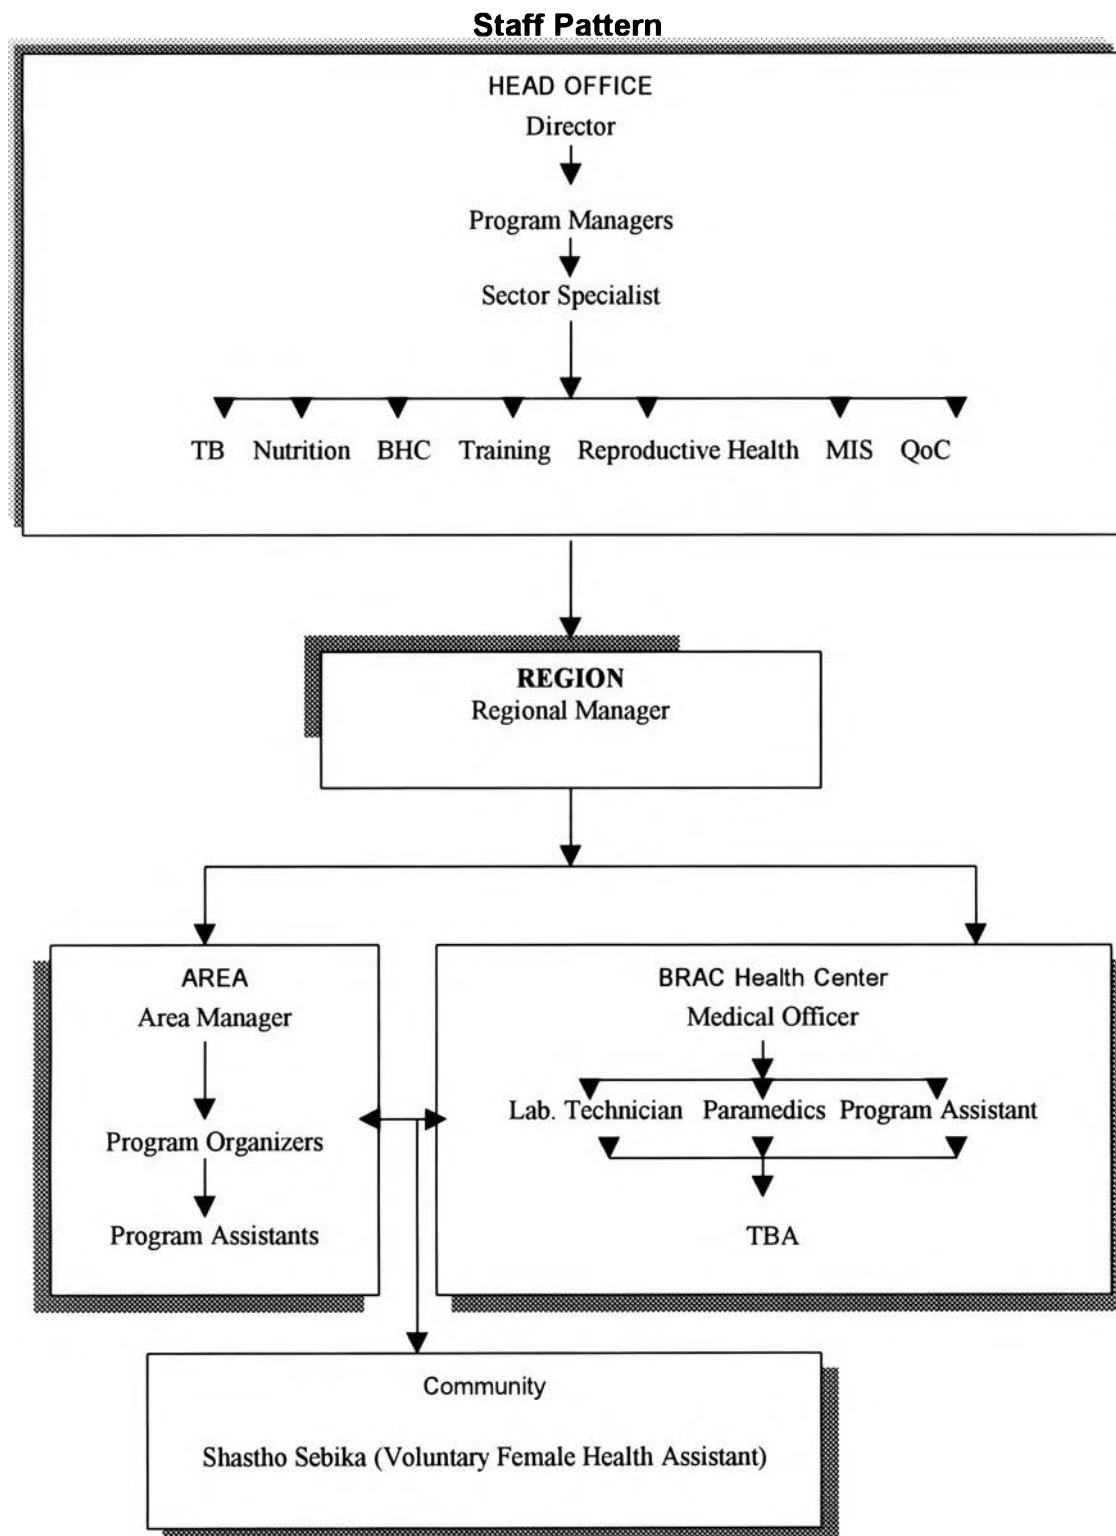 Staff Pattern
HEAD OFFICE
Director
Program Managers
Sector Specialist
TB Nutrition BHC Training Reproductive Health MIS QoC
REGION
Regional Manager
AREA
Area Manager
Program Organizers
Program Assistants
BRAC Health Center
Medical Officer
Lab. Technician Paramedics Program Assistant
TBA
Community
Shastho Sebika (Voluntary Female Health Assistant)